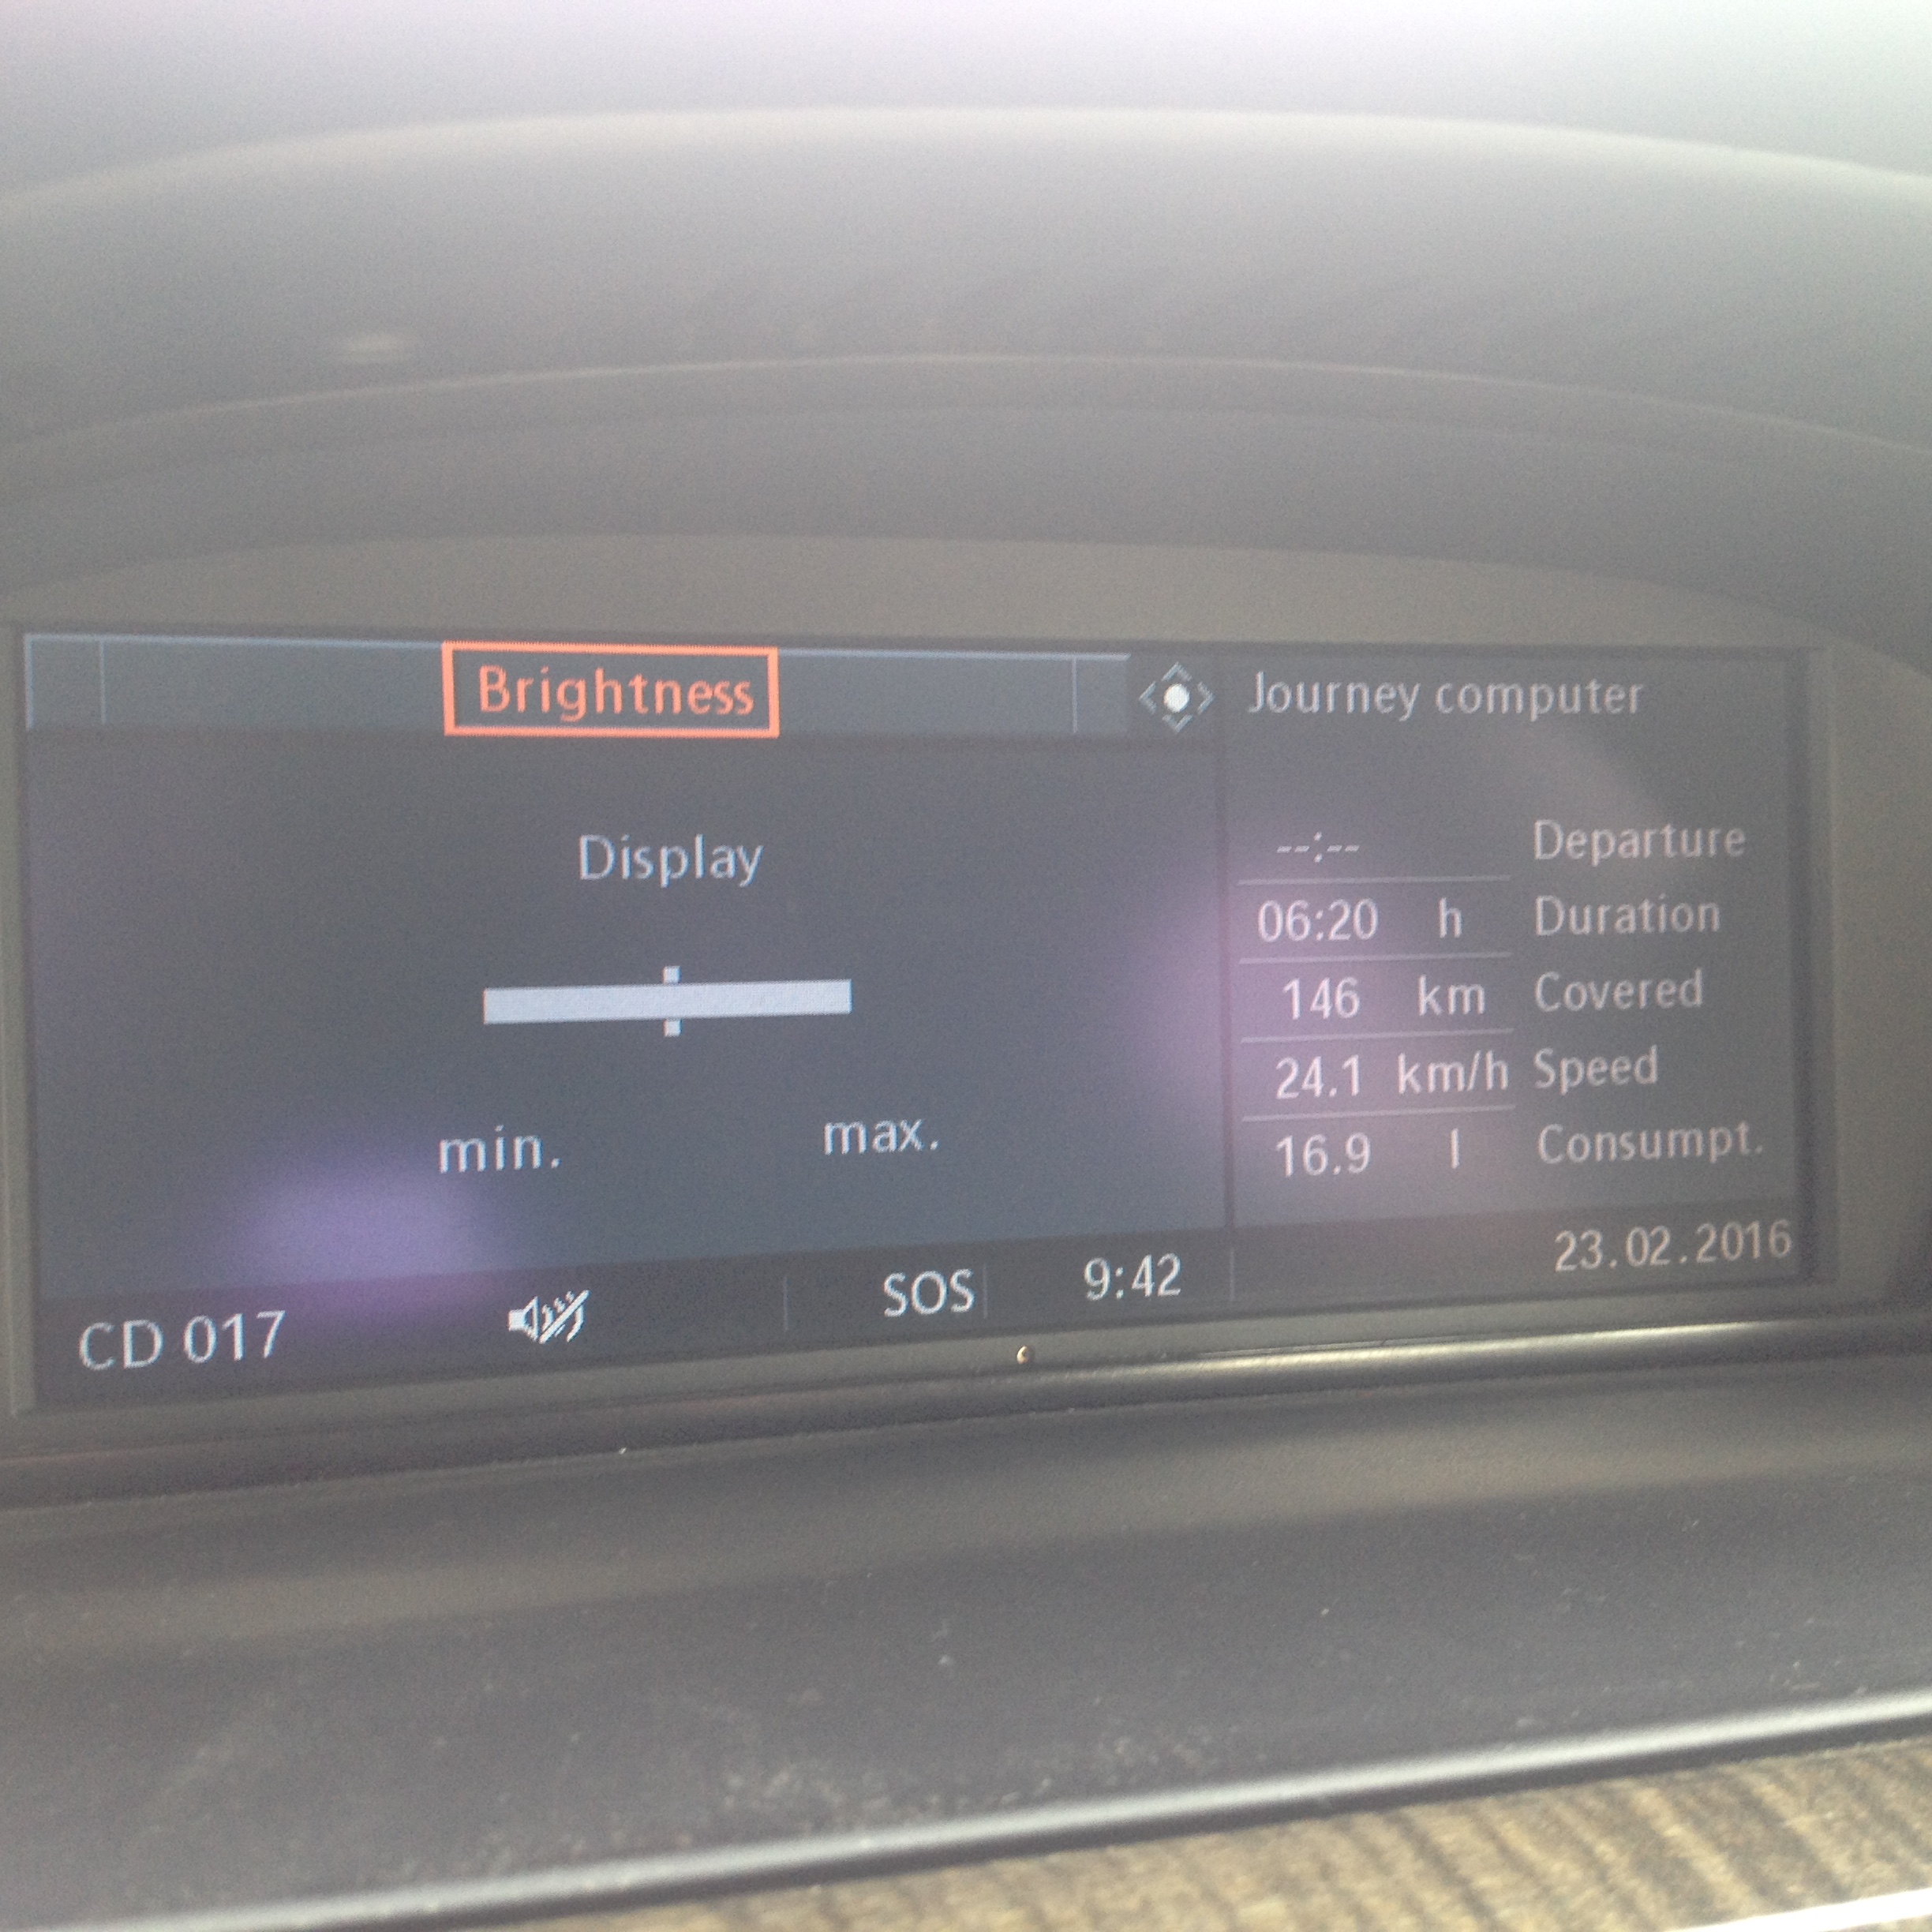 Brightness
Display
min. max.
CD 017 SOS 9:42
Journey computer
--:-- Departure
06:20 h Duration
146 km Covered
24.1 km/h Speed
16.9 l Consumpt.
23.02.2016